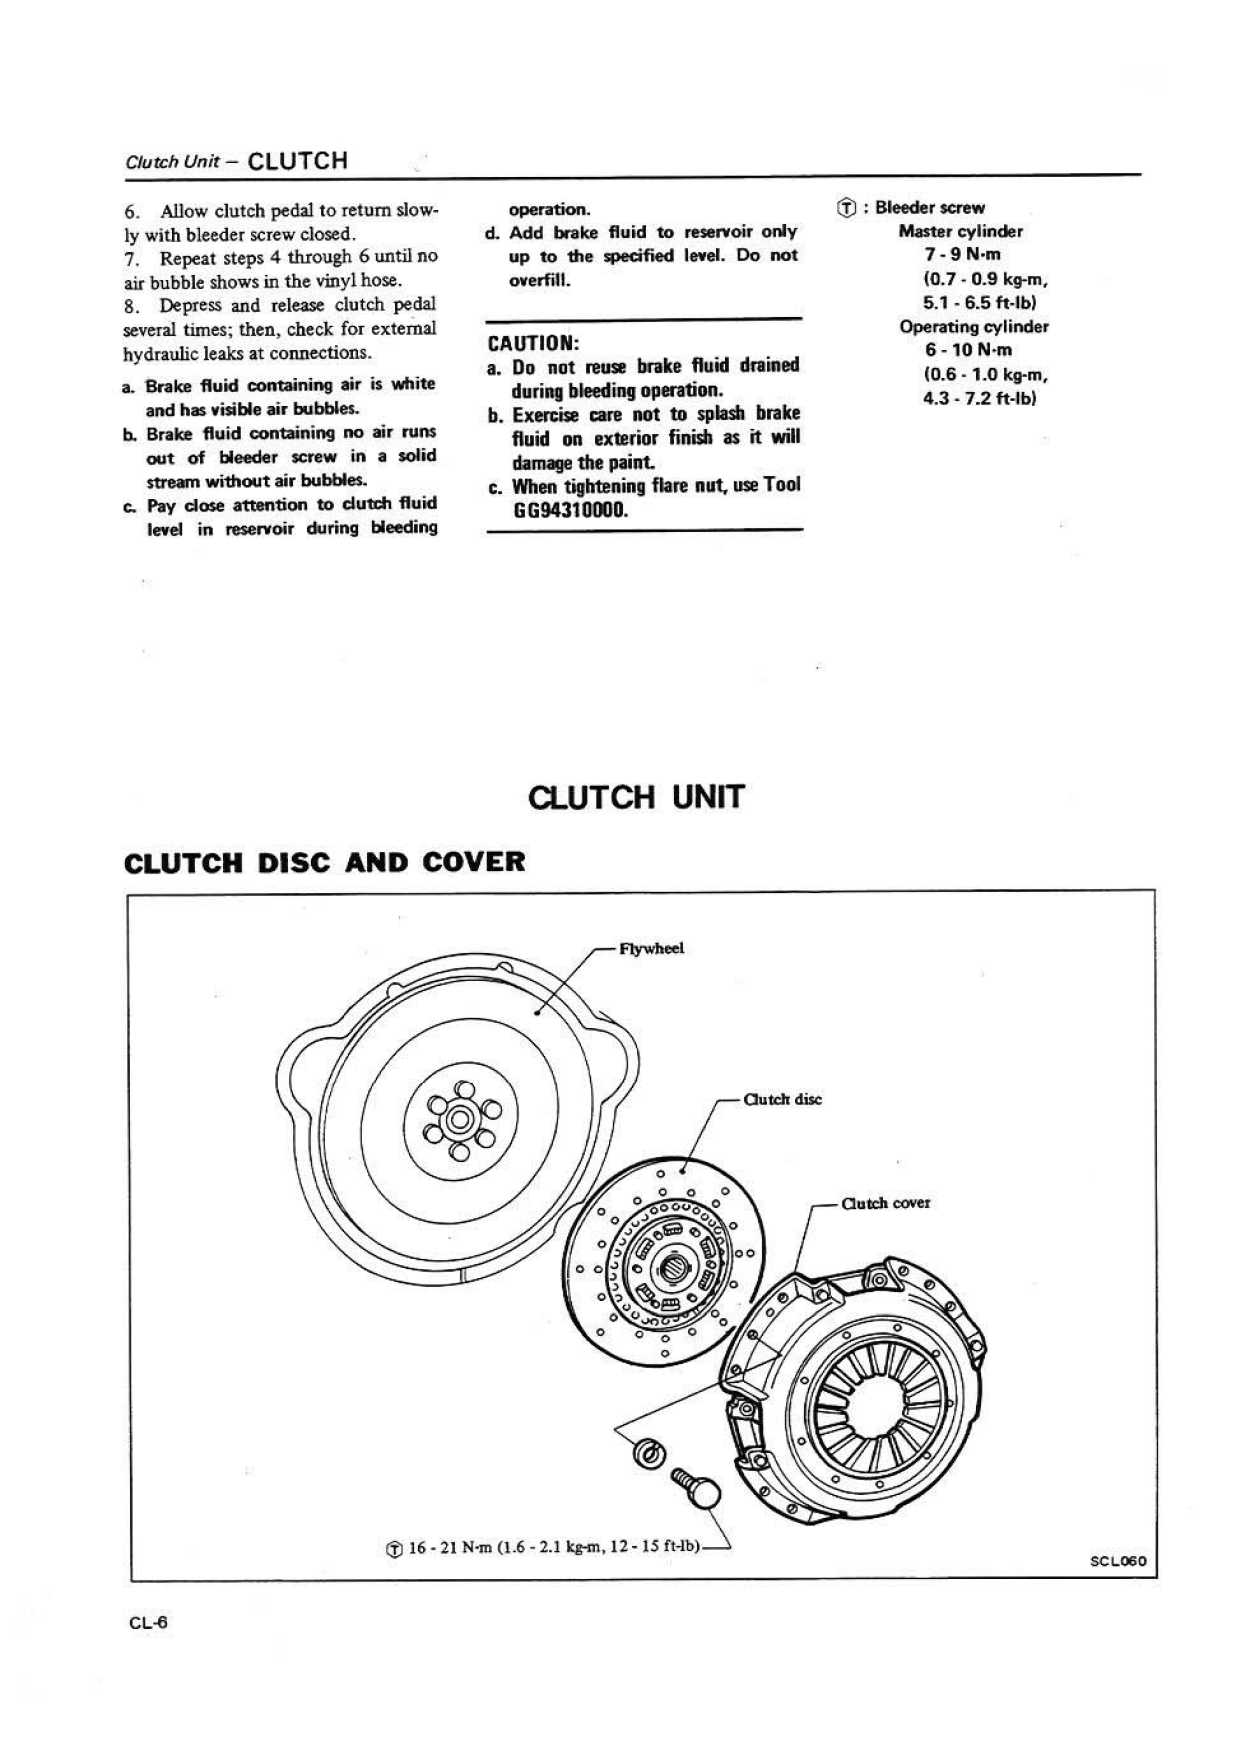 Clutch Unit – CLUTCH
6. Allow clutch pedal to return slow-
ly with bleeder screw closed.
7. Repeat steps 4 through 6 until no
air bubble shows in the vinyl hose.
8. Depress and release clutch pedal
several times; then, check for external
hydraulic leaks at connections.
a. Brake fluid containing air is white
and has visible air bubbles.
b. Brake fluid containing no air runs
out of bleeder screw in a solid
stream without air bubbles.
c. Pay close attention to clutch fluid
level in reservoir during bleeding
operation.
d. Add brake fluid to reservoir only
up to the specified level. Do not
overfill.
CAUTION:
a. Do not reuse brake fluid drained
during bleeding operation.
b. Exercise care not to splash brake
fluid on exterior finish as it will
damage the paint.
c. When tightening flare nut, use Tool
GG94310000.
Ⓣ : Bleeder screw
Master cylinder
7 - 9 N·m
(0.7 - 0.9 kg-m,
5.1 - 6.5 ft-lb)
Operating cylinder
6 - 10 N·m
(0.6 - 1.0 kg-m,
4.3 - 7.2 ft-lb)
CLUTCH UNIT
CLUTCH DISC AND COVER
Flywheel
Clutch disc
Clutch cover
Ⓣ 16 - 21 N·m (1.6 - 2.1 kg-m, 12 - 15 ft-lb)
SCL060
CL-6